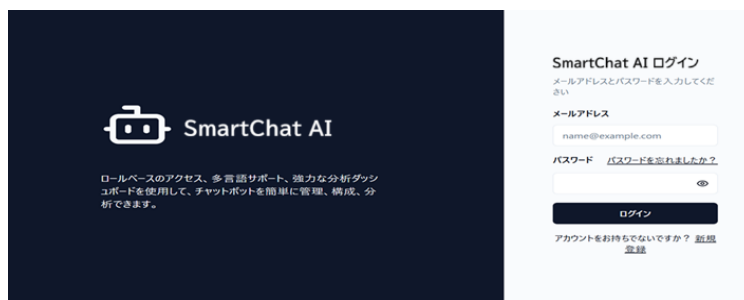 SmartChat AI
ロールベースのアクセス、多言語サポート、強力な分析ダッシ
ュボードを使用して、チャットボットを簡単に管理、構成、分
析できます。
SmartChat AI ログイン
メールアドレスとパスワードを入力してくだ
さい
メールアドレス
name@example.com
パスワード パスワードを忘れましたか？
ログイン
アカウントをお持ちでないですか？ 新規
登録